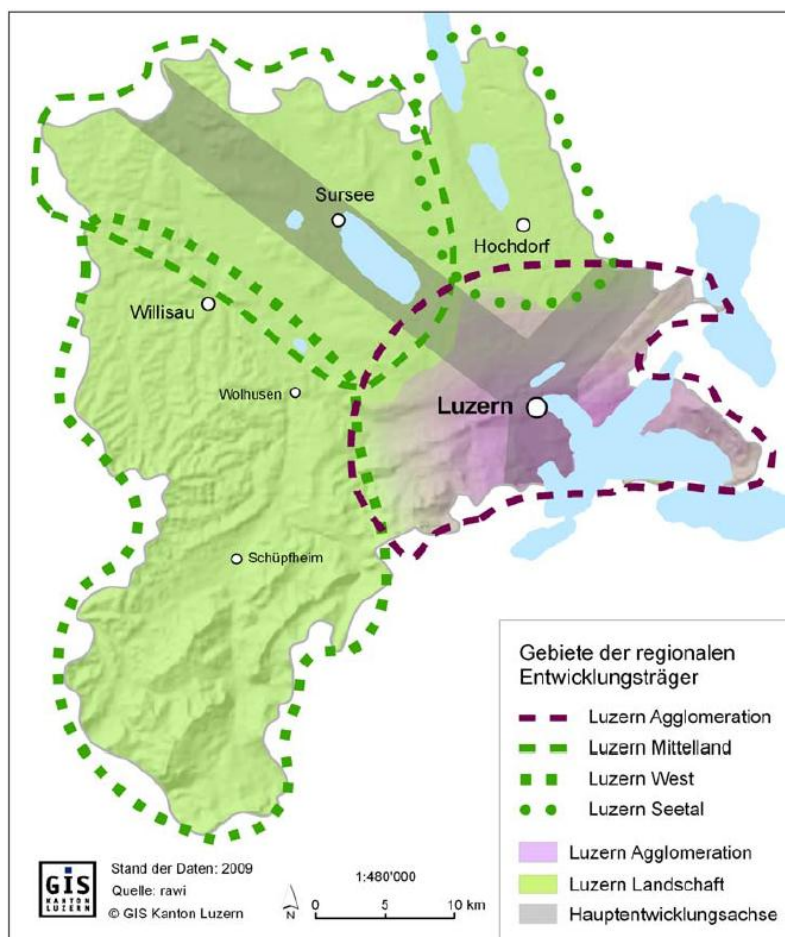 Sursee
Hochdorf
Willisau
Wolhusen
Luzern
Schüpfheim
Gebiete der regionalen
Entwicklungsträger
Luzern Agglomeration
Luzern Mittelland
Luzern West
Luzern Seetal
Luzern Agglomeration
Luzern Landschaft
Hauptentwicklungsachse
GIS
KANTON
LUZERN
Stand der Daten: 2009
Quelle: rawi
© GIS Kanton Luzern
N
1:480'000
0 5 10 km